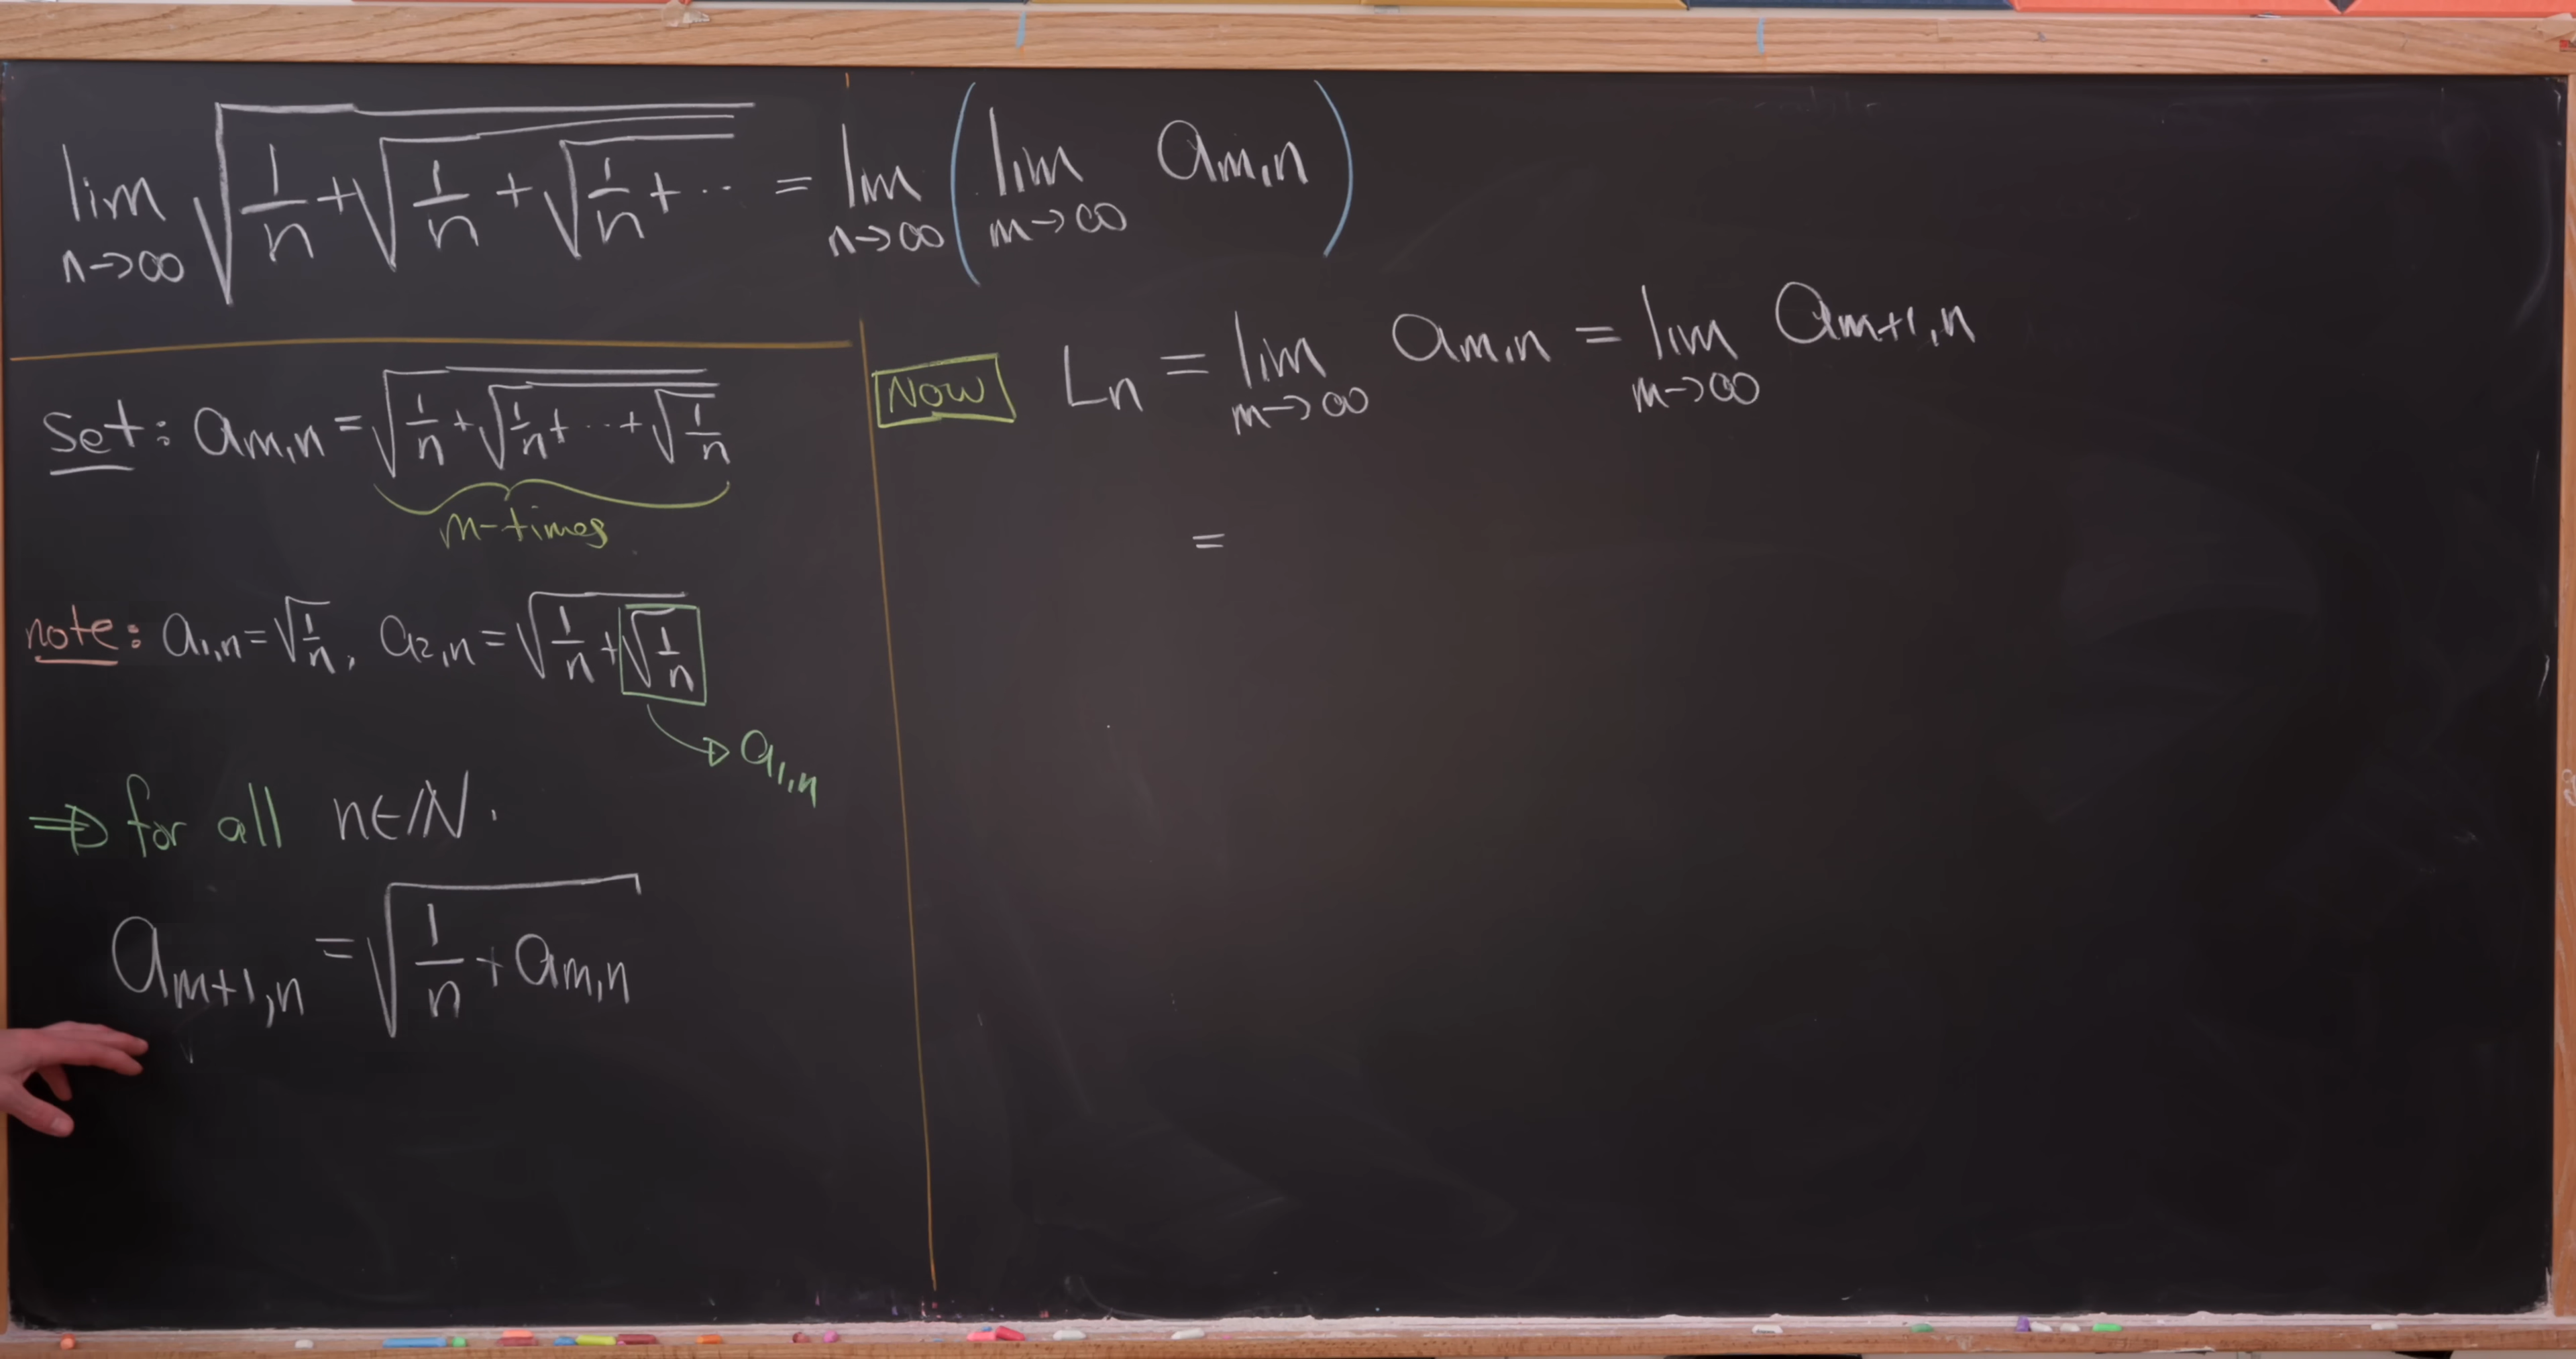 lim n→∞ √(1/n + √(1/n + √(1/n + ··· = lim n→∞ ( lim m→∞ a_{m,n} )
set: a_{m,n} = √(1/n + √(1/n + ··· + √(1/n)))
m-times
note: a_{1,n} = √(1/n), a_{2,n} = √(1/n + √(1/n))
a_{1,n}
⇒ for all n∈ℕ.
a_{m+1,n} = √(1/n + a_{m,n})
NOW L_n = lim m→∞ a_{m,n} = lim m→∞ a_{m+1,n}
=